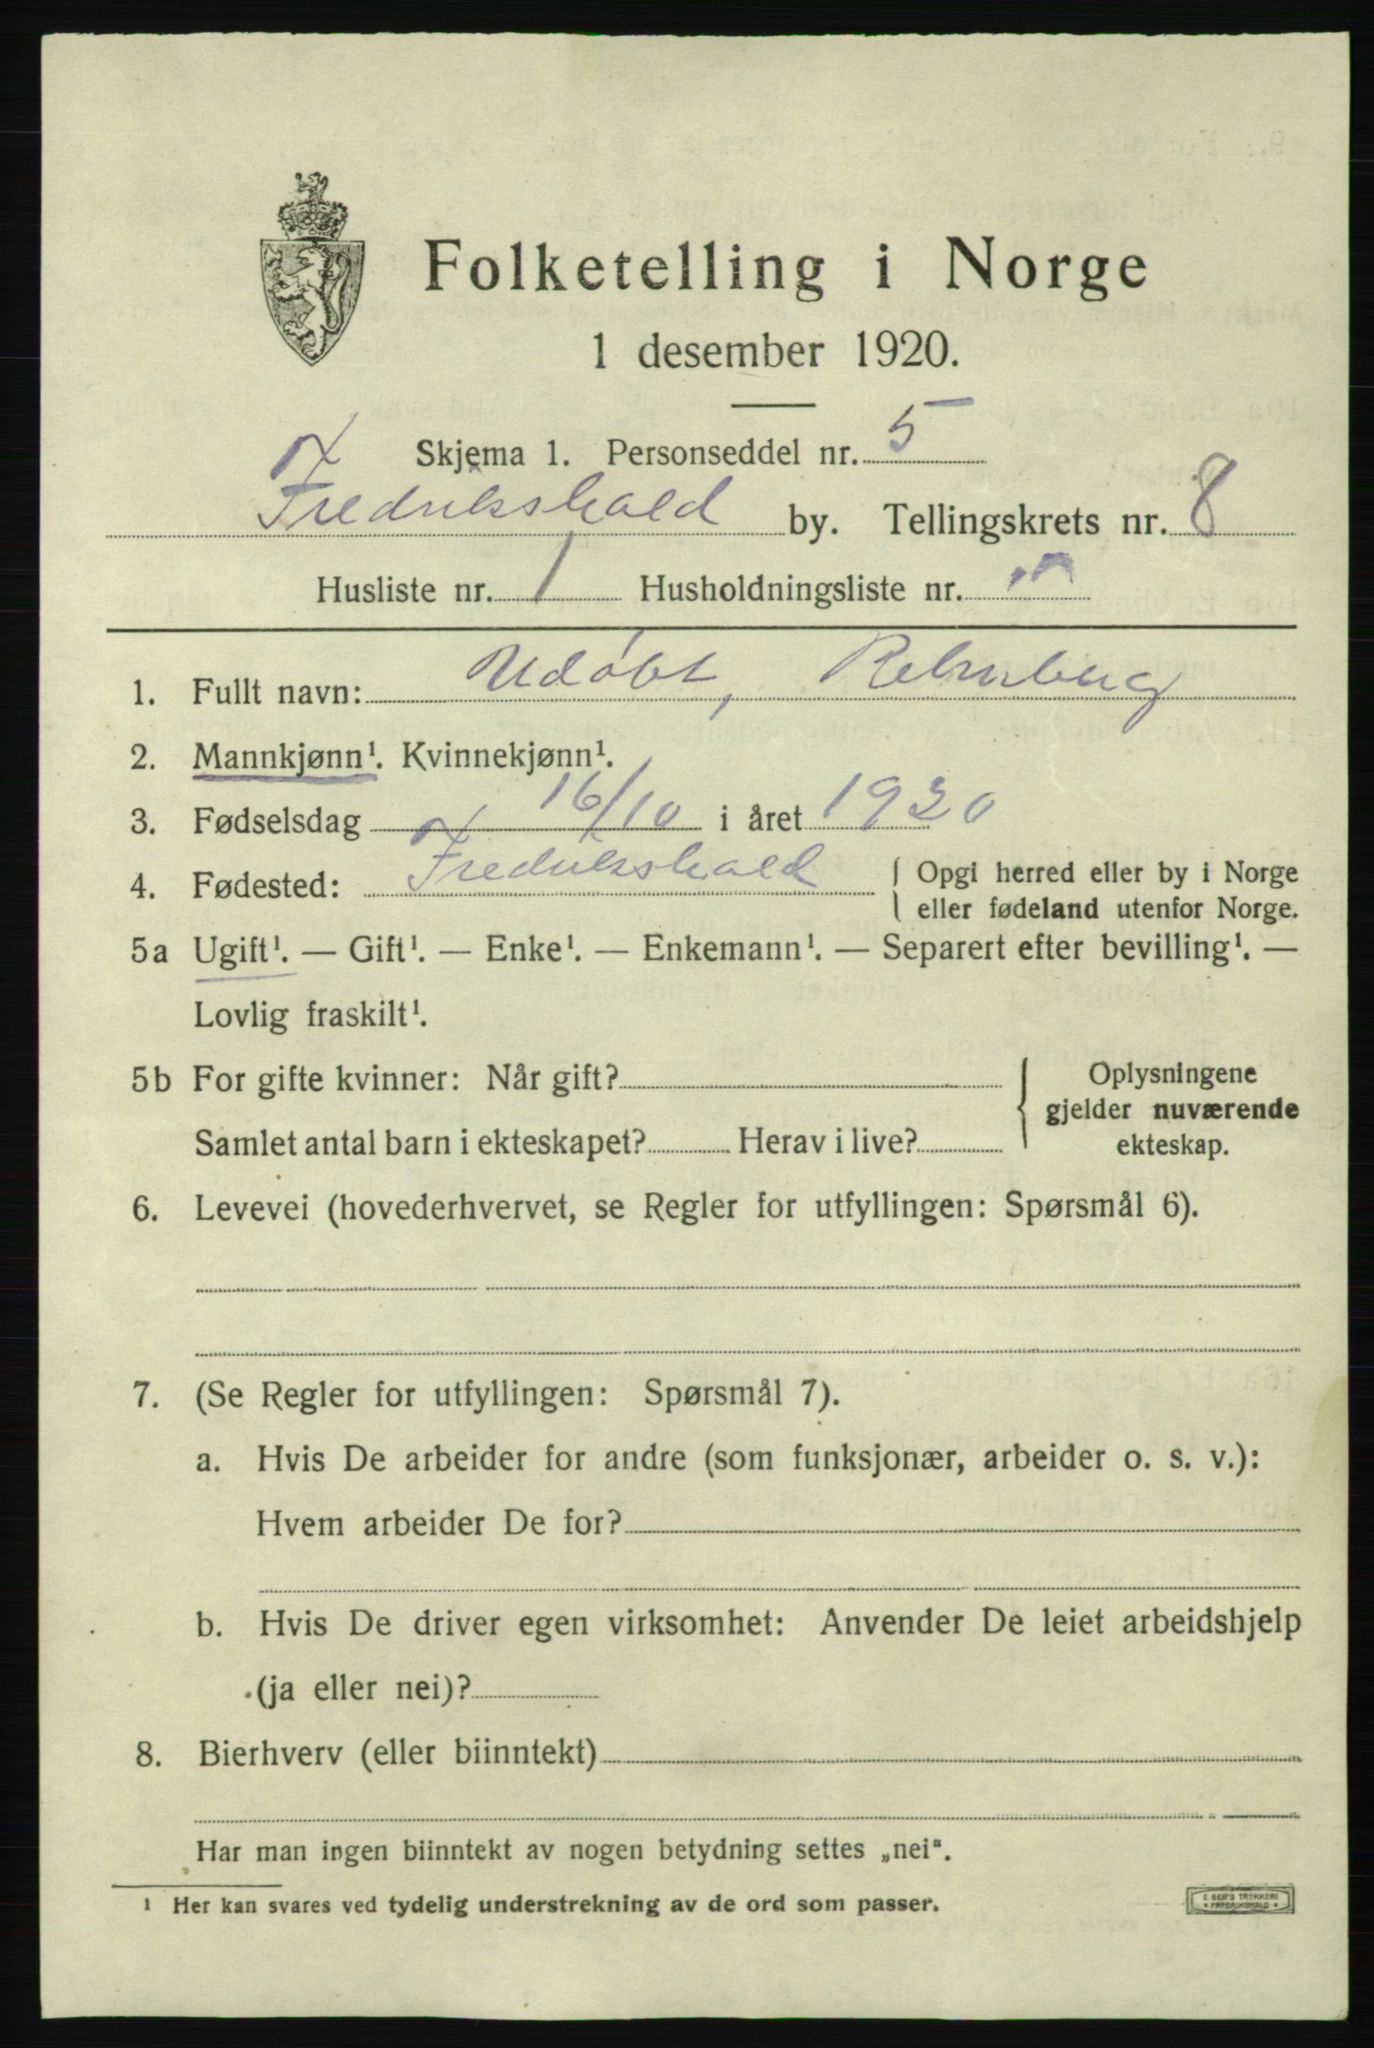 Folketelling i Norge
1 desember 1920.
Skjema 1. Personseddel nr. 5
Fredrikshald by. Tellingskrets nr. 8
Husliste nr. 1 Husholdningsliste nr.
1. Fullt navn: Udøbt,
2. Mannkjønn¹. Kvinnekjønn¹.
3. Fødselsdag 16/10 i året 1920
4. Fødested: Fredrikshald { Opgi herred eller by i Norge
eller fødeland utenfor Norge.
5a Ugift¹. — Gift¹. — Enke¹. — Enkemann¹. — Separert efter bevilling¹. —
Lovlig fraskilt¹.
5b For gifte kvinner: Når gift?
Samlet antal barn i ekteskapet? Herav i live?
{ Oplysningene
gjelder nuværende
ekteskap.
6. Levevei (hovederhvervet, se Regler for utfyllingen: Spørsmål 6).
7. (Se Regler for utfyllingen: Spørsmål 7).
a. Hvis De arbeider for andre (som funksjonær, arbeider o. s. v.):
Hvem arbeider De for?
b. Hvis De driver egen virksomhet: Anvender De leiet arbeidshjelp
(ja eller nei)?
8. Bierhverv (eller biinntekt)
Har man ingen biinntekt av nogen betydning settes „nei“.
¹ Her kan svares ved tydelig understrekning av de ord som passer.